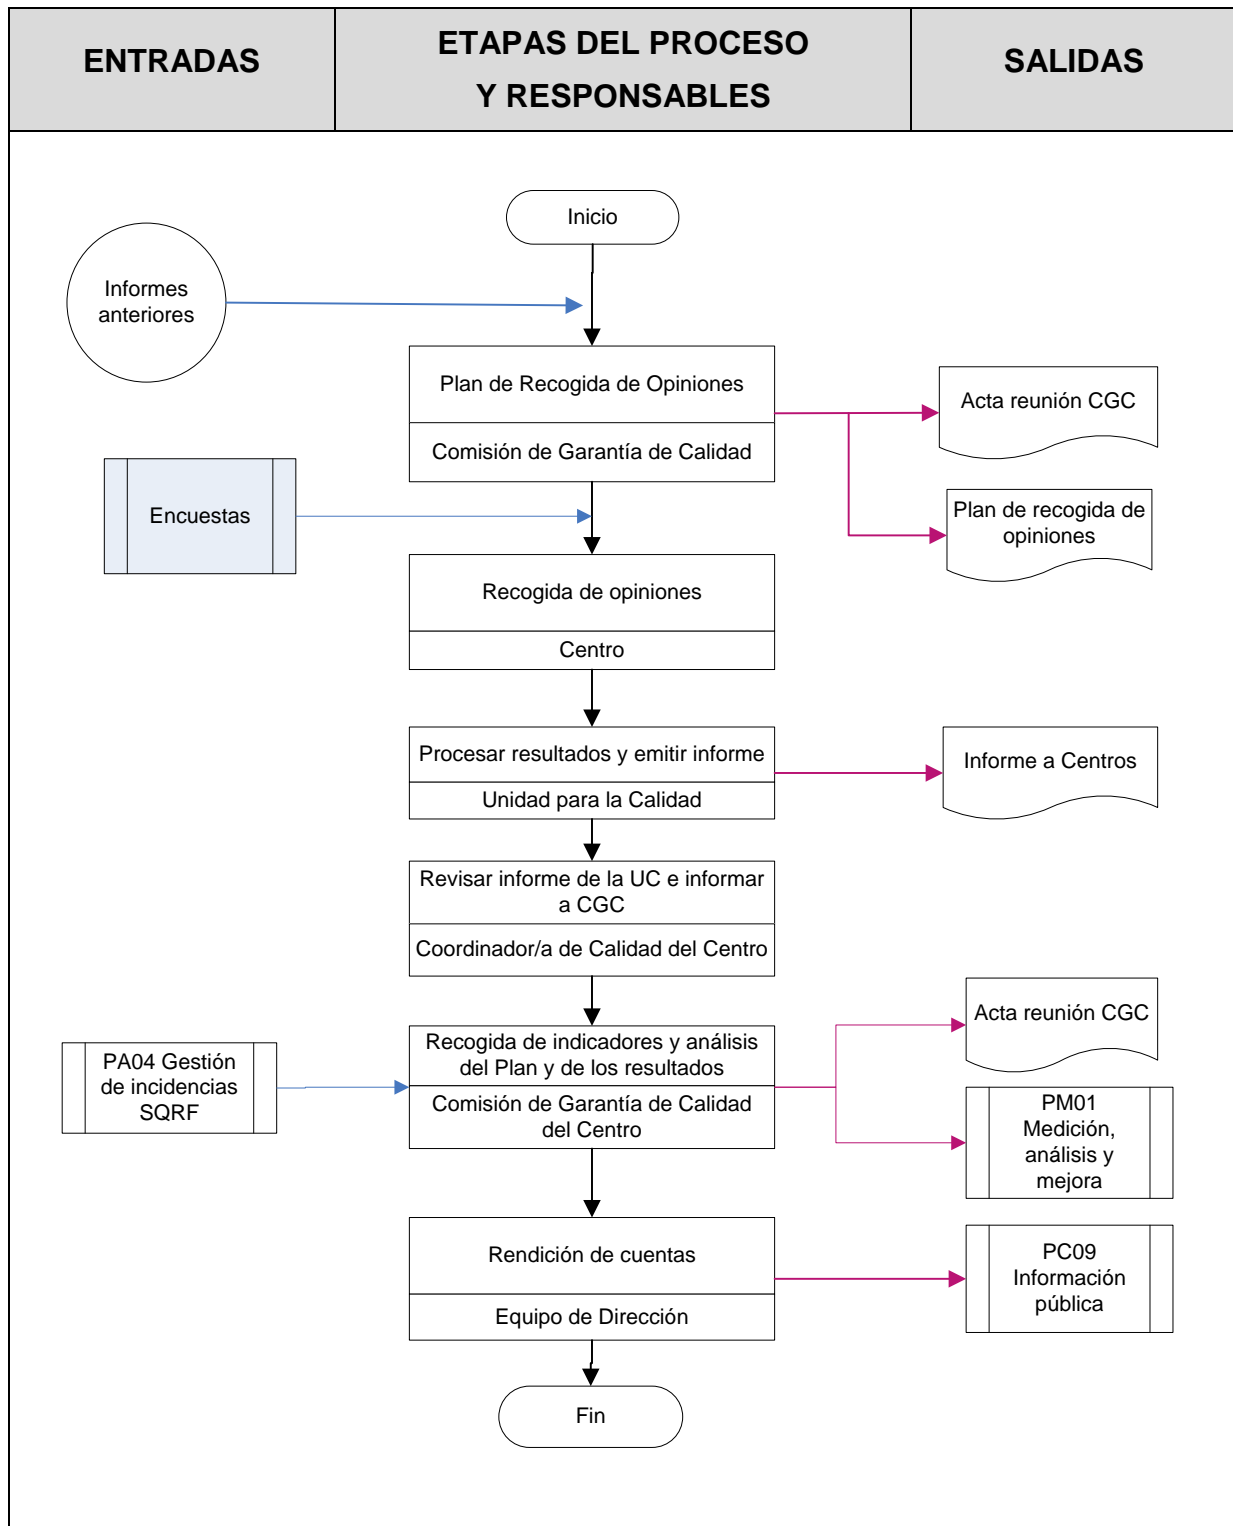 ENTRADAS
ETAPAS DEL PROCESO
Y RESPONSABLES
SALIDAS
Inicio
Informes
anteriores
Plan de Recogida de Opiniones
Comisión de Garantía de Calidad
Acta reunión CGC
Plan de recogida de
opiniones
Encuestas
Recogida de opiniones
Centro
Procesar resultados y emitir informe
Unidad para la Calidad
Informe a Centros
Revisar informe de la UC e informar
a CGC
Coordinador/a de Calidad del Centro
Recogida de indicadores y análisis
del Plan y de los resultados
Comisión de Garantía de Calidad
del Centro
PA04 Gestión
de incidencias
SQRF
Acta reunión CGC
PM01
Medición,
análisis y
mejora
Rendición de cuentas
Equipo de Dirección
PC09
Información
pública
Fin